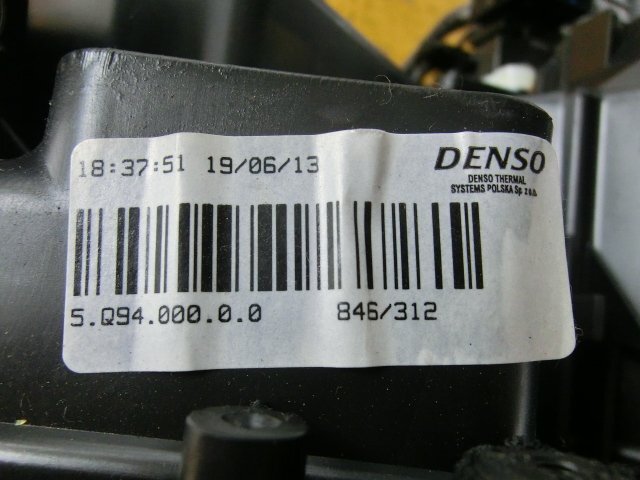 18:37:51 19/06/13
DENSO
DENSO THERMAL
SYSTEMS POLSKA Sp z o.o.
5.Q94.000.0.0 846/312